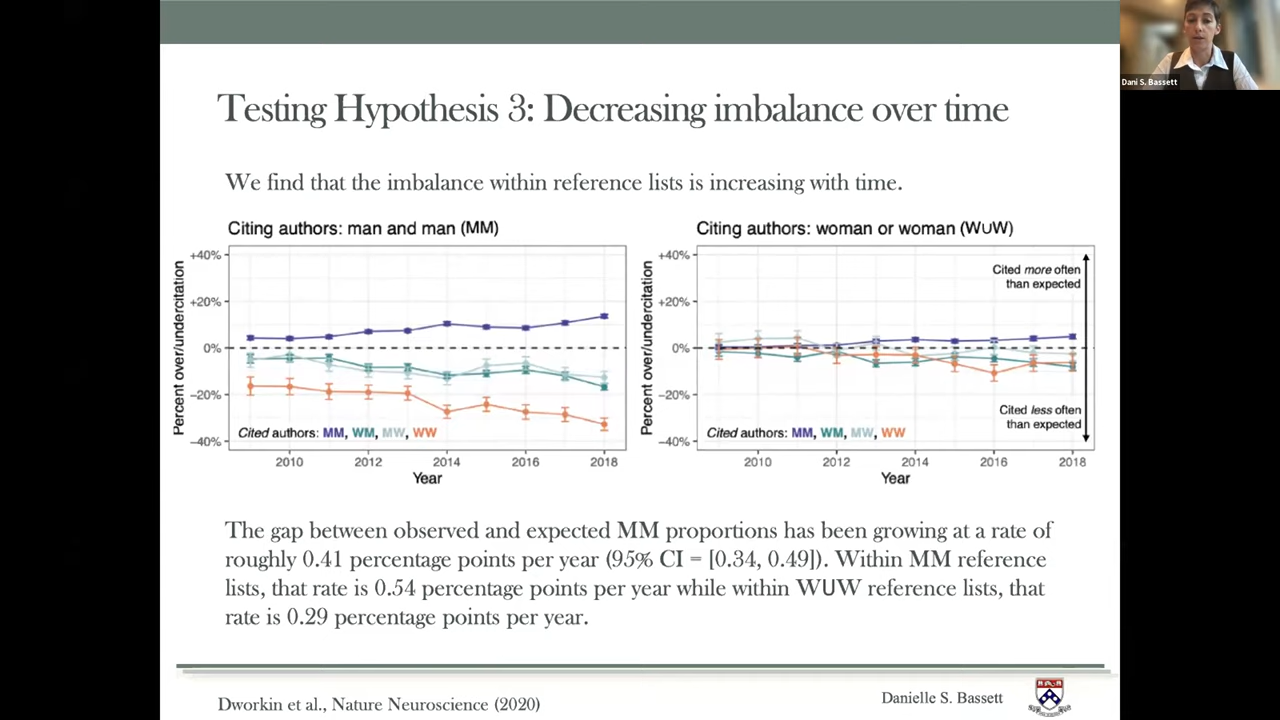 Dani S. Bassett
Testing Hypothesis 3: Decreasing imbalance over time
We find that the imbalance within reference lists is increasing with time.
Citing authors: man and man (MM)
Percent over/undercitation
+40%
+20%
0%
−20%
−40%
Cited authors: MM, WM, MW, WW
2010 2012 2014 2016 2018
Year
Citing authors: woman or woman (W∪W)
Percent over/undercitation
+40%
+20%
0%
−20%
−40%
Cited more often
than expected
Cited less often
than expected
Cited authors: MM, WM, MW, WW
2010 2012 2014 2016 2018
Year
The gap between observed and expected MM proportions has been growing at a rate of
roughly 0.41 percentage points per year (95% CI = [0.34, 0.49]). Within MM reference
lists, that rate is 0.54 percentage points per year while within W∪W reference lists, that
rate is 0.29 percentage points per year.
Dworkin et al., Nature Neuroscience (2020)
Danielle S. Bassett